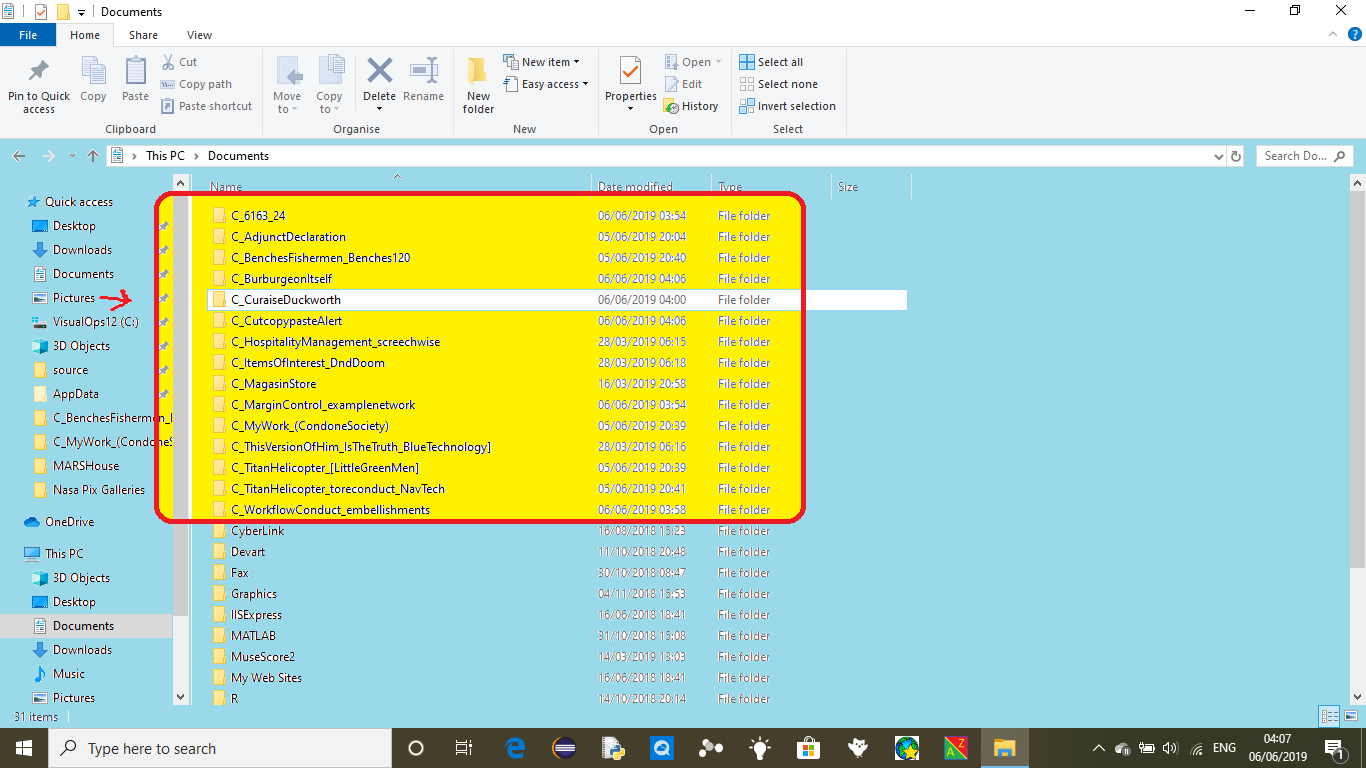 Documents
File Home Share View
Pin to Quick access
Copy
Paste
Cut
Copy path
Paste shortcut
Clipboard
Move to
Copy to
Delete
Rename
Organise
New folder
New item
Easy access
New
Properties
Open
Edit
History
Open
Select all
Select none
Invert selection
Select
This PC > Documents
Search Do...
Name Date modified Type Size
Quick access
Desktop
Downloads
Documents
Pictures
VisualOps12 (C:)
3D Objects
source
AppData
C_BenchesFishermen_
C_MyWork_(Condone
MARSHouse
Nasa Pix Galleries
OneDrive
This PC
3D Objects
Desktop
Documents
Downloads
Music
Pictures
C_6163_24 06/06/2019 03:54 File folder
C_AdjunctDeclaration 05/06/2019 20:04 File folder
C_BenchesFishermen_Benches120 05/06/2019 20:40 File folder
C_BurburgeonItself 06/06/2019 04:06 File folder
C_CuraiseDuckworth 06/06/2019 04:00 File folder
C_CutcopypasteAlert 06/06/2019 04:06 File folder
C_HospitalityManagement_screechwise 28/03/2019 06:15 File folder
C_ItemsOfInterest_DndDoom 28/03/2019 06:18 File folder
C_MagasinStore 16/03/2019 20:58 File folder
C_MarginControl_examplenetwork 06/06/2019 03:54 File folder
C_MyWork_(CondoneSociety) 05/06/2019 20:39 File folder
C_ThisVersionOfHim_IsTheTruth_BlueTechnology] 28/03/2019 06:16 File folder
C_TitanHelicopter_[LittleGreenMen] 05/06/2019 20:39 File folder
C_TitanHelicopter_toreconduct_NavTech 05/06/2019 20:41 File folder
C_WorkflowConduct_embellishments 06/06/2019 03:58 File folder
CyberLink 16/08/2018 15:23 File folder
Devart 11/10/2018 20:48 File folder
Fax 30/10/2018 08:47 File folder
Graphics 04/11/2018 15:53 File folder
IISExpress 16/06/2018 18:41 File folder
MATLAB 31/10/2018 15:08 File folder
MuseScore2 14/03/2019 13:03 File folder
My Web Sites 16/06/2018 18:41 File folder
R 14/10/2018 20:14 File folder
31 items
Type here to search
A Z
ENG
04:07
06/06/2019
1